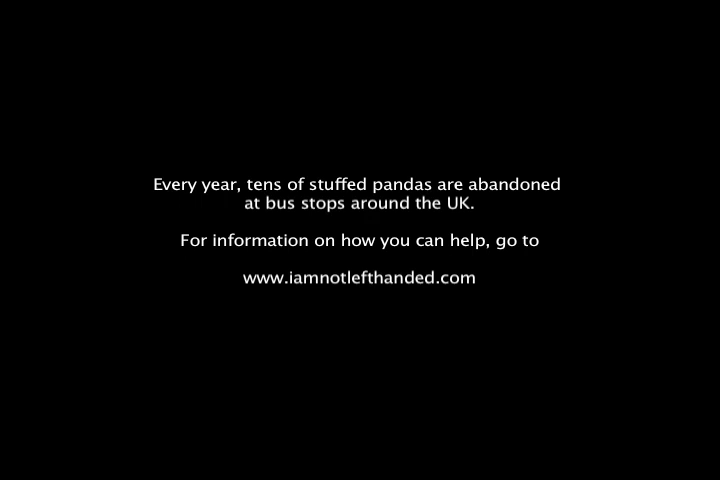 Every year, tens of stuffed pandas are abandoned
at bus stops around the UK.
For information on how you can help, go to
www.iamnotlefthanded.com